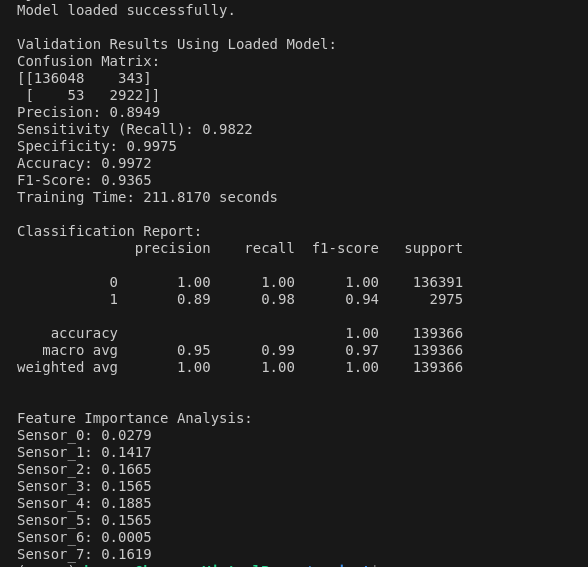 Model loaded successfully.
Validation Results Using Loaded Model:
Confusion Matrix:
[[136048    343]
 [    53   2922]]
Precision: 0.8949
Sensitivity (Recall): 0.9822
Specificity: 0.9975
Accuracy: 0.9972
F1-Score: 0.9365
Training Time: 211.8170 seconds
Classification Report:
              precision    recall  f1-score   support
           0       1.00      1.00      1.00    136391
           1       0.89      0.98      0.94      2975
    accuracy                           1.00    139366
   macro avg       0.95      0.99      0.97    139366
weighted avg       1.00      1.00      1.00    139366
Feature Importance Analysis:
Sensor_0: 0.0279
Sensor_1: 0.1417
Sensor_2: 0.1665
Sensor_3: 0.1565
Sensor_4: 0.1885
Sensor_5: 0.1565
Sensor_6: 0.0005
Sensor_7: 0.1619